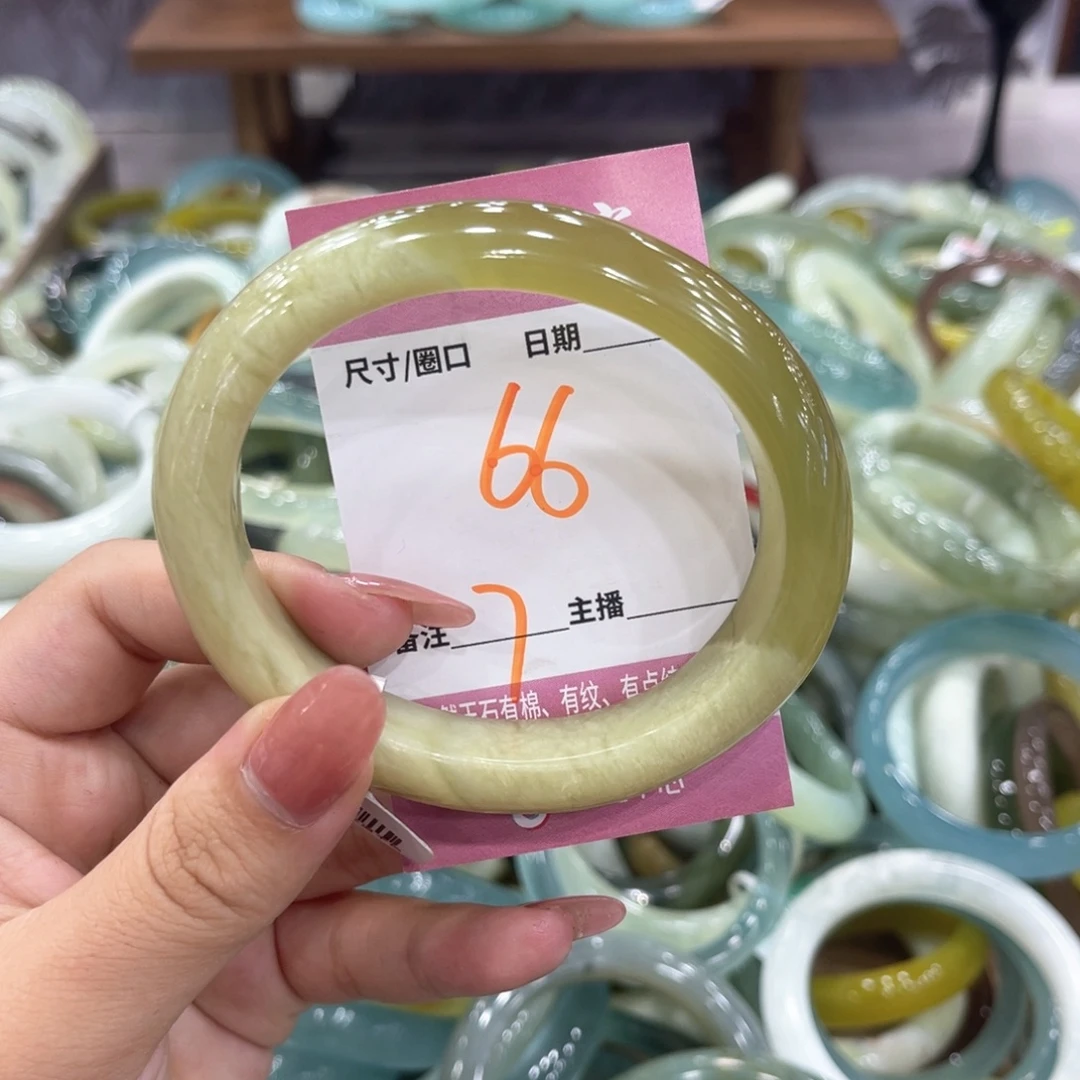 尺寸/圈口 日期
66
7
备注 主播
然玉石有棉、有纹、有点